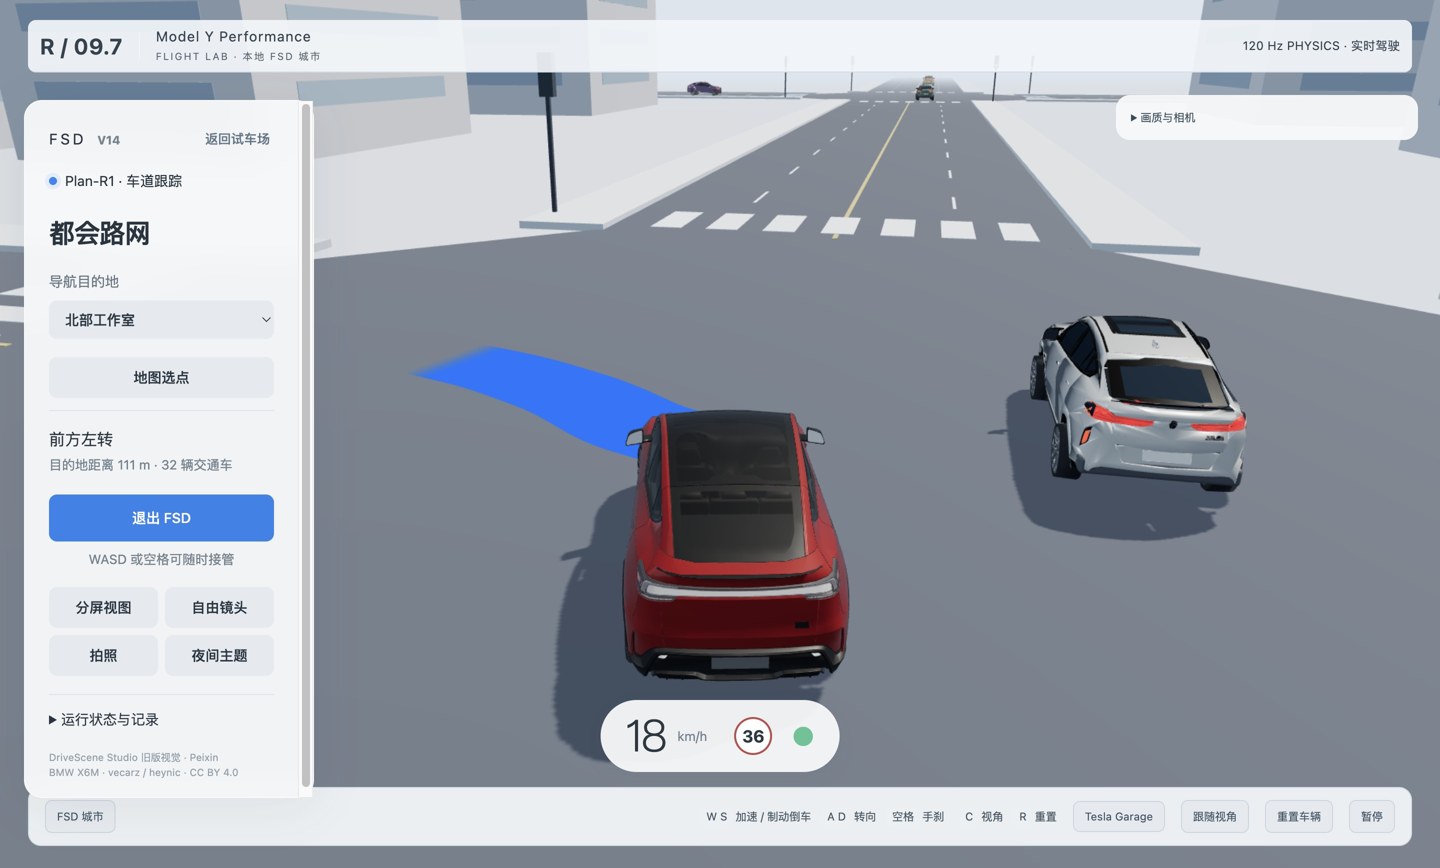 R / 09.7
Model Y Performance
FLIGHT LAB · 本地 FSD 城市
120 Hz PHYSICS · 实时驾驶
▶ 画质与相机
FSD V14
返回试车场
Plan-R1 · 车道跟踪
都会路网
导航目的地
北部工作室
地图选点
前方左转
目的地距离 111 m · 32 辆交通车
退出 FSD
WASD 或空格可随时接管
分屏视图
自由镜头
拍照
夜间主题
▶ 运行状态与记录
DriveScene Studio 旧版视觉 · Peixin
BMW X6M · vecarz / heynic · CC BY 4.0
18 km/h
36
FSD 城市
W S 加速 / 制动倒车 A D 转向 空格 手刹 C 视角 R 重置
Tesla Garage
跟随视角
重置车辆
暂停